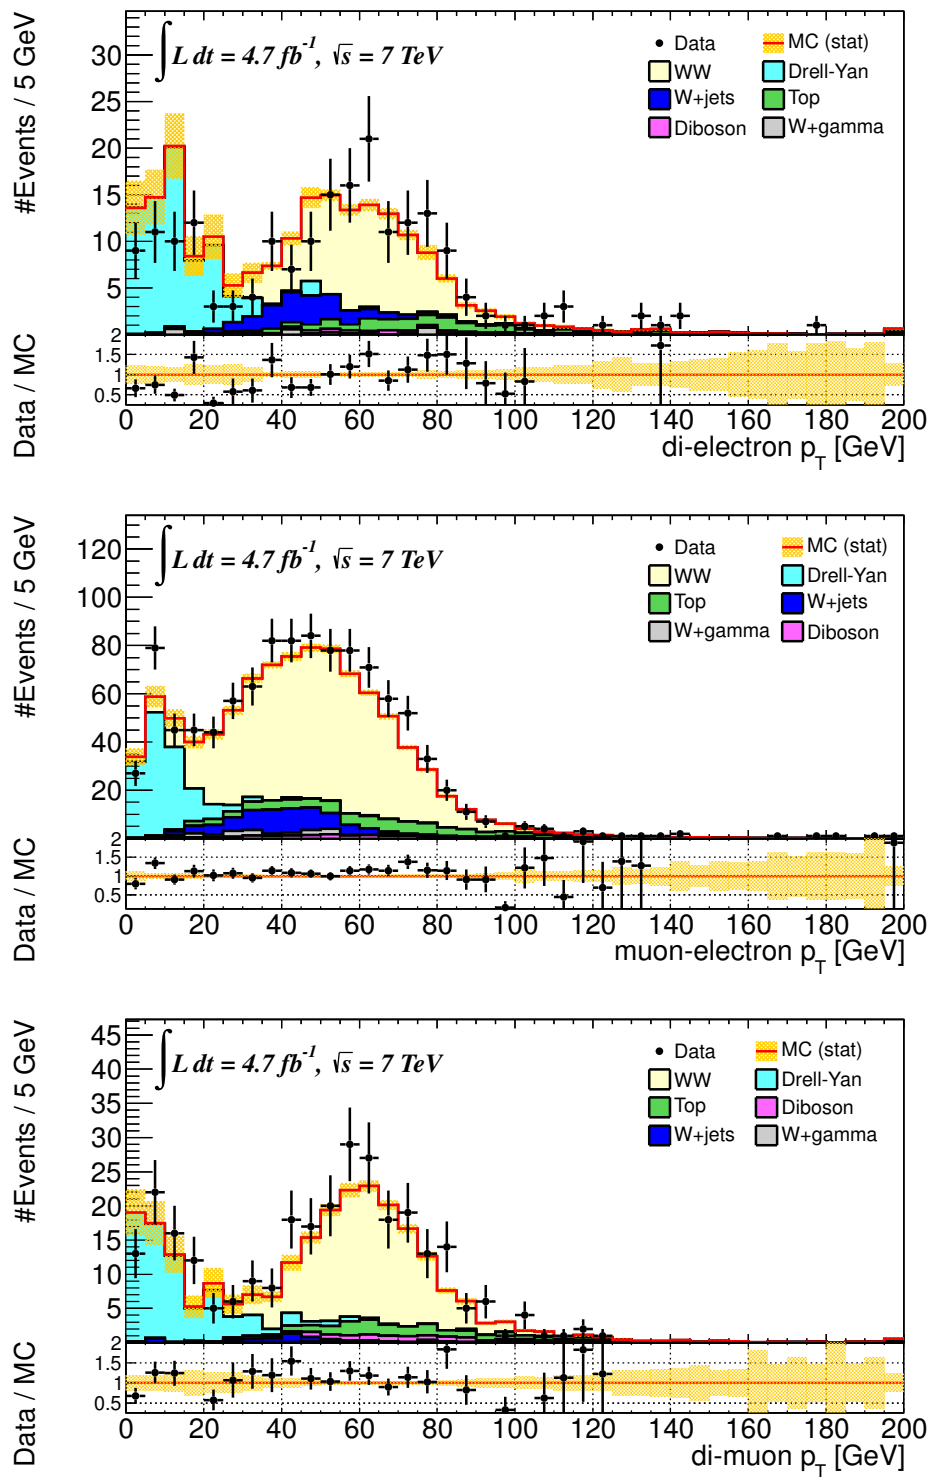 #Events / 5 GeV
∫ L dt = 4.7 fb⁻¹, √s = 7 TeV
Data MC (stat)
WW Drell-Yan
W+jets Top
Diboson W+gamma
30
25
20
15
10
5
Data / MC
2
1.5
1
0.5
0 20 40 60 80 100 120 140 160 180 200
di-electron p_T [GeV]
#Events / 5 GeV
∫ L dt = 4.7 fb⁻¹, √s = 7 TeV
Data MC (stat)
WW Drell-Yan
Top W+jets
W+gamma Diboson
120
100
80
60
40
20
Data / MC
2
1.5
1
0.5
0 20 40 60 80 100 120 140 160 180 200
muon-electron p_T [GeV]
#Events / 5 GeV
∫ L dt = 4.7 fb⁻¹, √s = 7 TeV
Data MC (stat)
WW Drell-Yan
Top Diboson
W+jets W+gamma
45
40
35
30
25
20
15
10
5
Data / MC
2
1.5
1
0.5
0 20 40 60 80 100 120 140 160 180 200
di-muon p_T [GeV]